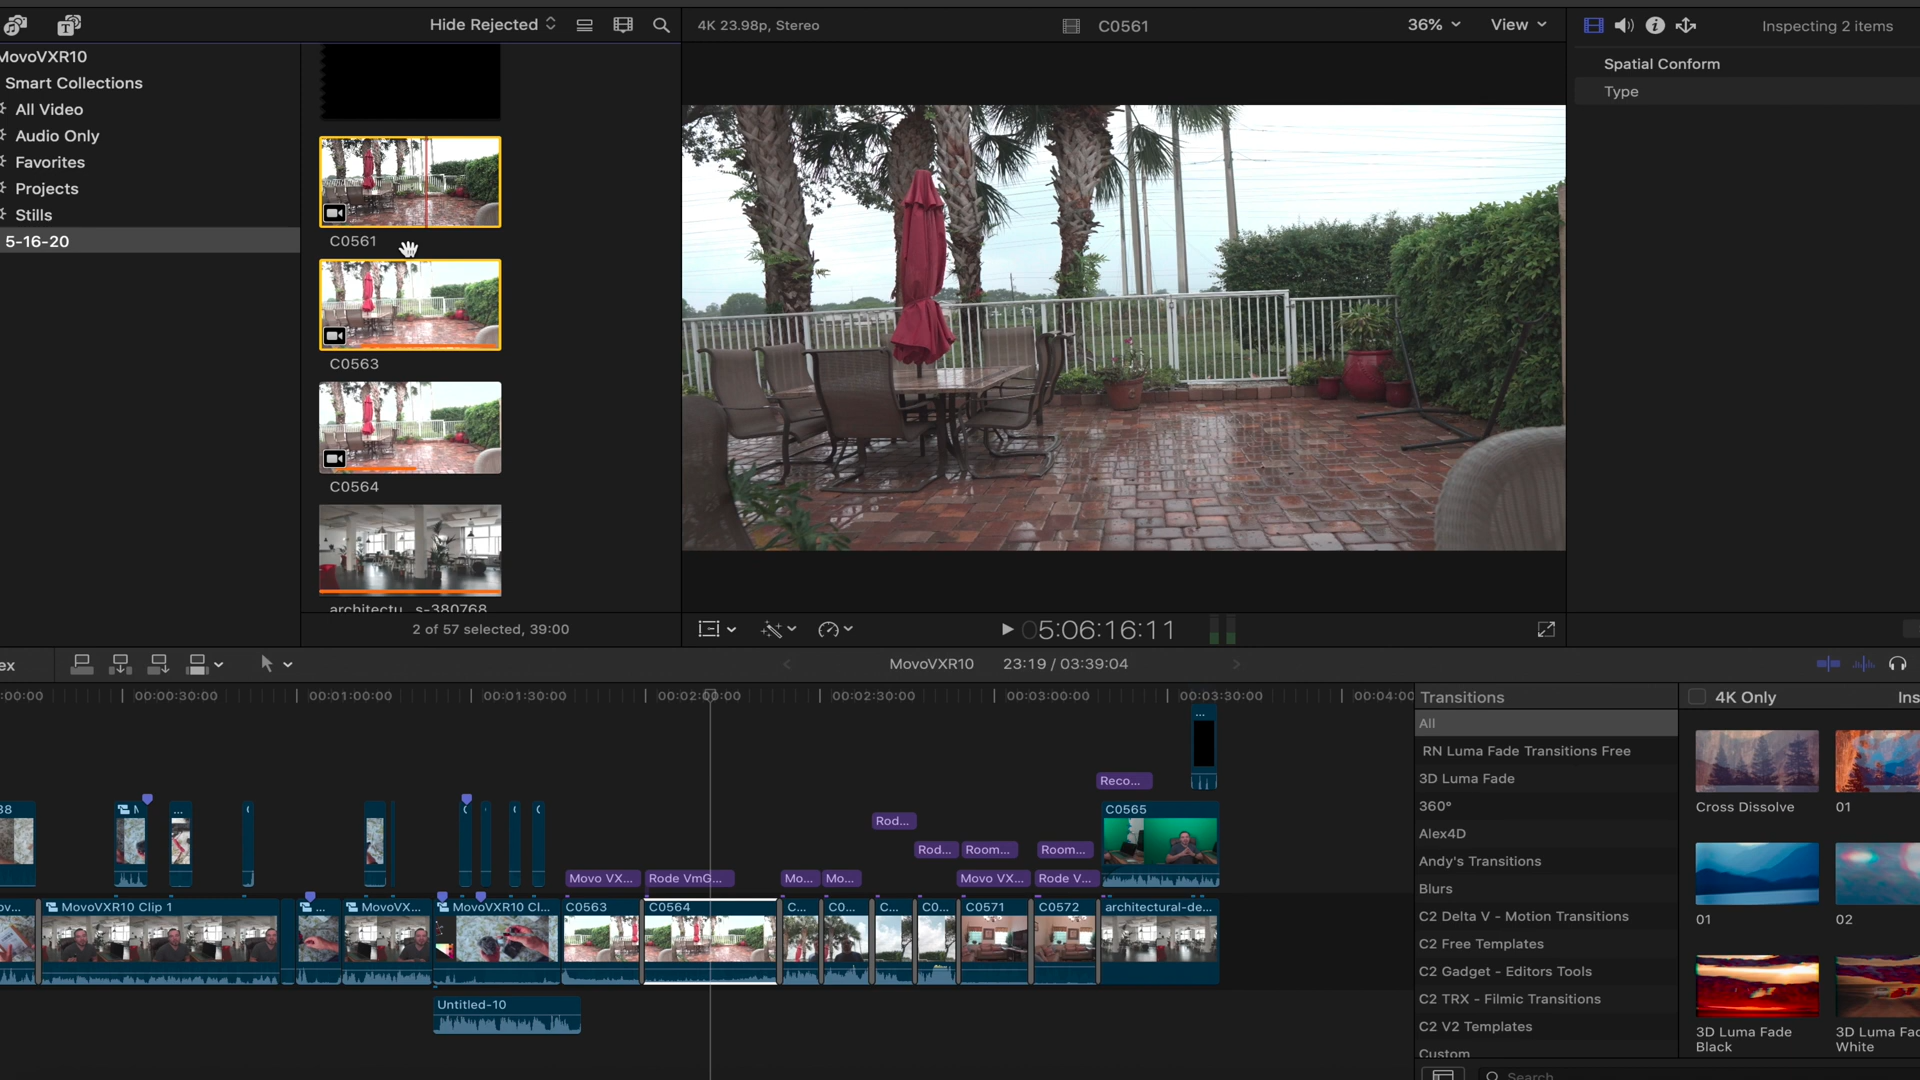 Hide Rejected
4K 23.98p, Stereo
C0561
36%
View
Inspecting 2 items
MovoVXR10
Smart Collections
All Video
Audio Only
Favorites
Projects
Stills
5-16-20
C0561
C0563
C0564
architectu...s-380768
2 of 57 selected, 39:00
Spatial Conform
Type
05:06:16:11
ex
MovoVXR10
23:19 / 03:39:04
:00:00
00:00:30:00
00:01:00:00
00:01:30:00
00:02:00:00
00:02:30:00
00:03:00:00
00:03:30:00
00:04:0
...
Reco...
38
...
C0565
Rod...
Rod...
Room...
Room...
Movo VX...
Rode VmG...
Mo...
Mo...
Movo VX...
Rode V...
ov...
MovoVXR10 Clip 1
...
MovoVX...
MovoVXR10 Cl...
C0563
C0564
C...
C0...
C...
C0...
C0571
C0572
architectural-de...
Untitled-10
Transitions
All
RN Luma Fade Transitions Free
3D Luma Fade
360°
Alex4D
Andy's Transitions
Blurs
C2 Delta V - Motion Transitions
C2 Free Templates
C2 Gadget - Editors Tools
C2 TRX - Filmic Transitions
C2 V2 Templates
Custom
4K Only
Ins
Cross Dissolve
01
01
02
3D Luma Fade
Black
3D Luma Fad
White
Search